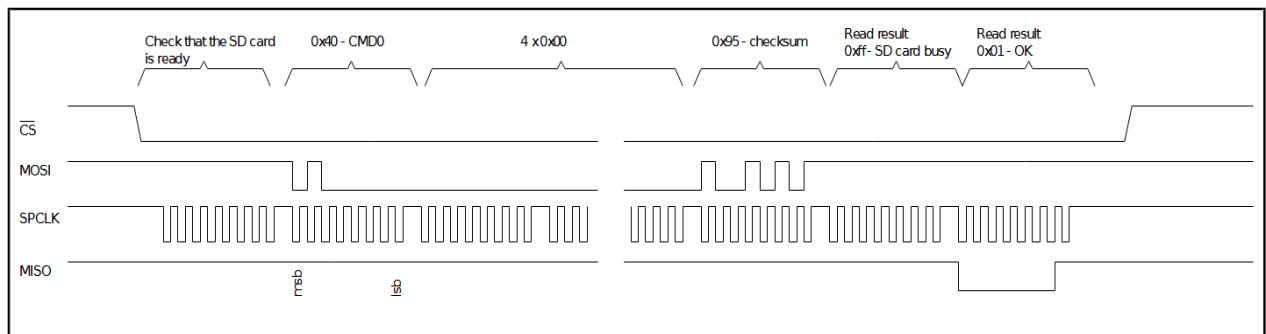 Check that the SD card
is ready
0x40 - CMD0
4 x 0x00
0x95 - checksum
Read result
0xff - SD card busy
Read result
0x01 - OK
CS
MOSI
SPCLK
MISO
msb
lsb